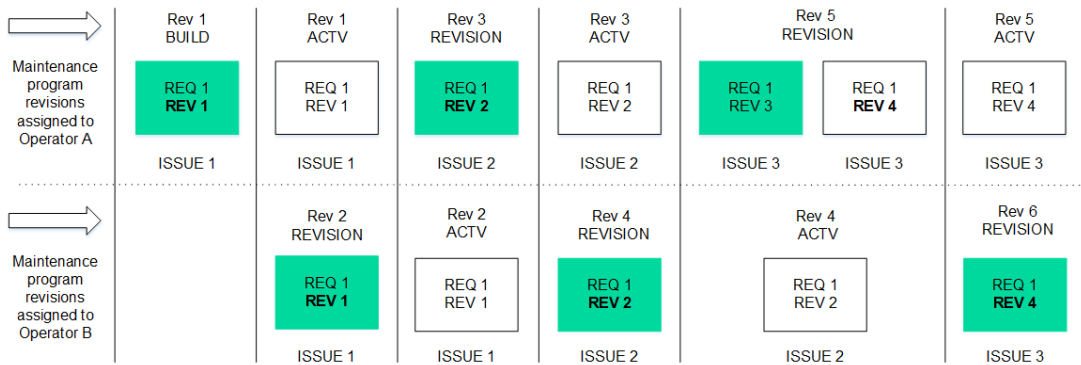 Maintenance
program
revisions
assigned to
Operator A
Rev 1
BUILD
REQ 1
REV 1
ISSUE 1
Rev 1
ACTV
REQ 1
REV 1
ISSUE 1
Rev 3
REVISION
REQ 1
REV 2
ISSUE 2
Rev 3
ACTV
REQ 1
REV 2
ISSUE 2
Rev 5
REVISION
REQ 1
REV 3
ISSUE 3
REQ 1
REV 4
ISSUE 3
Rev 5
ACTV
REQ 1
REV 4
ISSUE 3
Maintenance
program
revisions
assigned to
Operator B
Rev 2
REVISION
REQ 1
REV 1
ISSUE 1
Rev 2
ACTV
REQ 1
REV 1
ISSUE 1
Rev 4
REVISION
REQ 1
REV 2
ISSUE 2
Rev 4
ACTV
REQ 1
REV 2
ISSUE 2
Rev 6
REVISION
REQ 1
REV 4
ISSUE 3